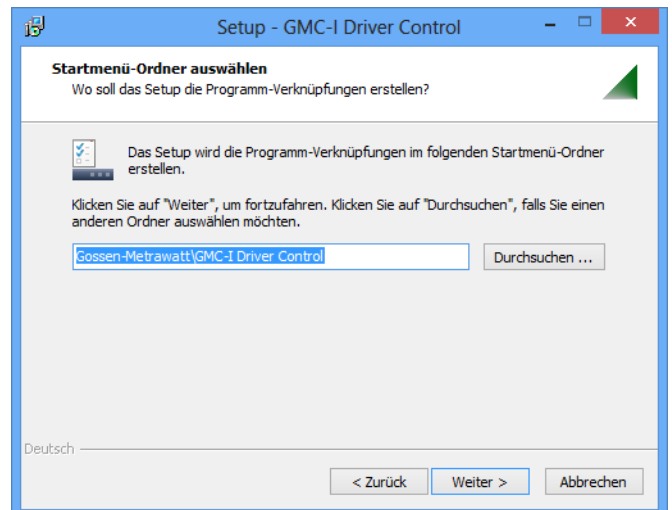 Setup - GMC-I Driver Control
Startmenü-Ordner auswählen
Wo soll das Setup die Programm-Verknüpfungen erstellen?
Das Setup wird die Programm-Verknüpfungen im folgenden Startmenü-Ordner
erstellen.
Klicken Sie auf "Weiter", um fortzufahren. Klicken Sie auf "Durchsuchen", falls Sie einen
anderen Ordner auswählen möchten.
Gossen-Metrawatt\GMC-I Driver Control
Durchsuchen ...
Deutsch
< Zurück
Weiter >
Abbrechen